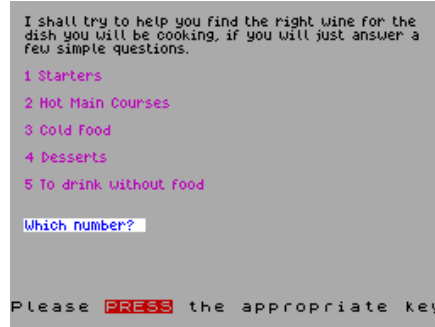 I shall try to help you find the right wine for the
dish you will be cooking, if you will just answer a
few simple questions.
1 Starters
2 Hot Main Courses
3 Cold Food
4 Desserts
5 To drink without food
Which number?
Please PRESS the appropriate key